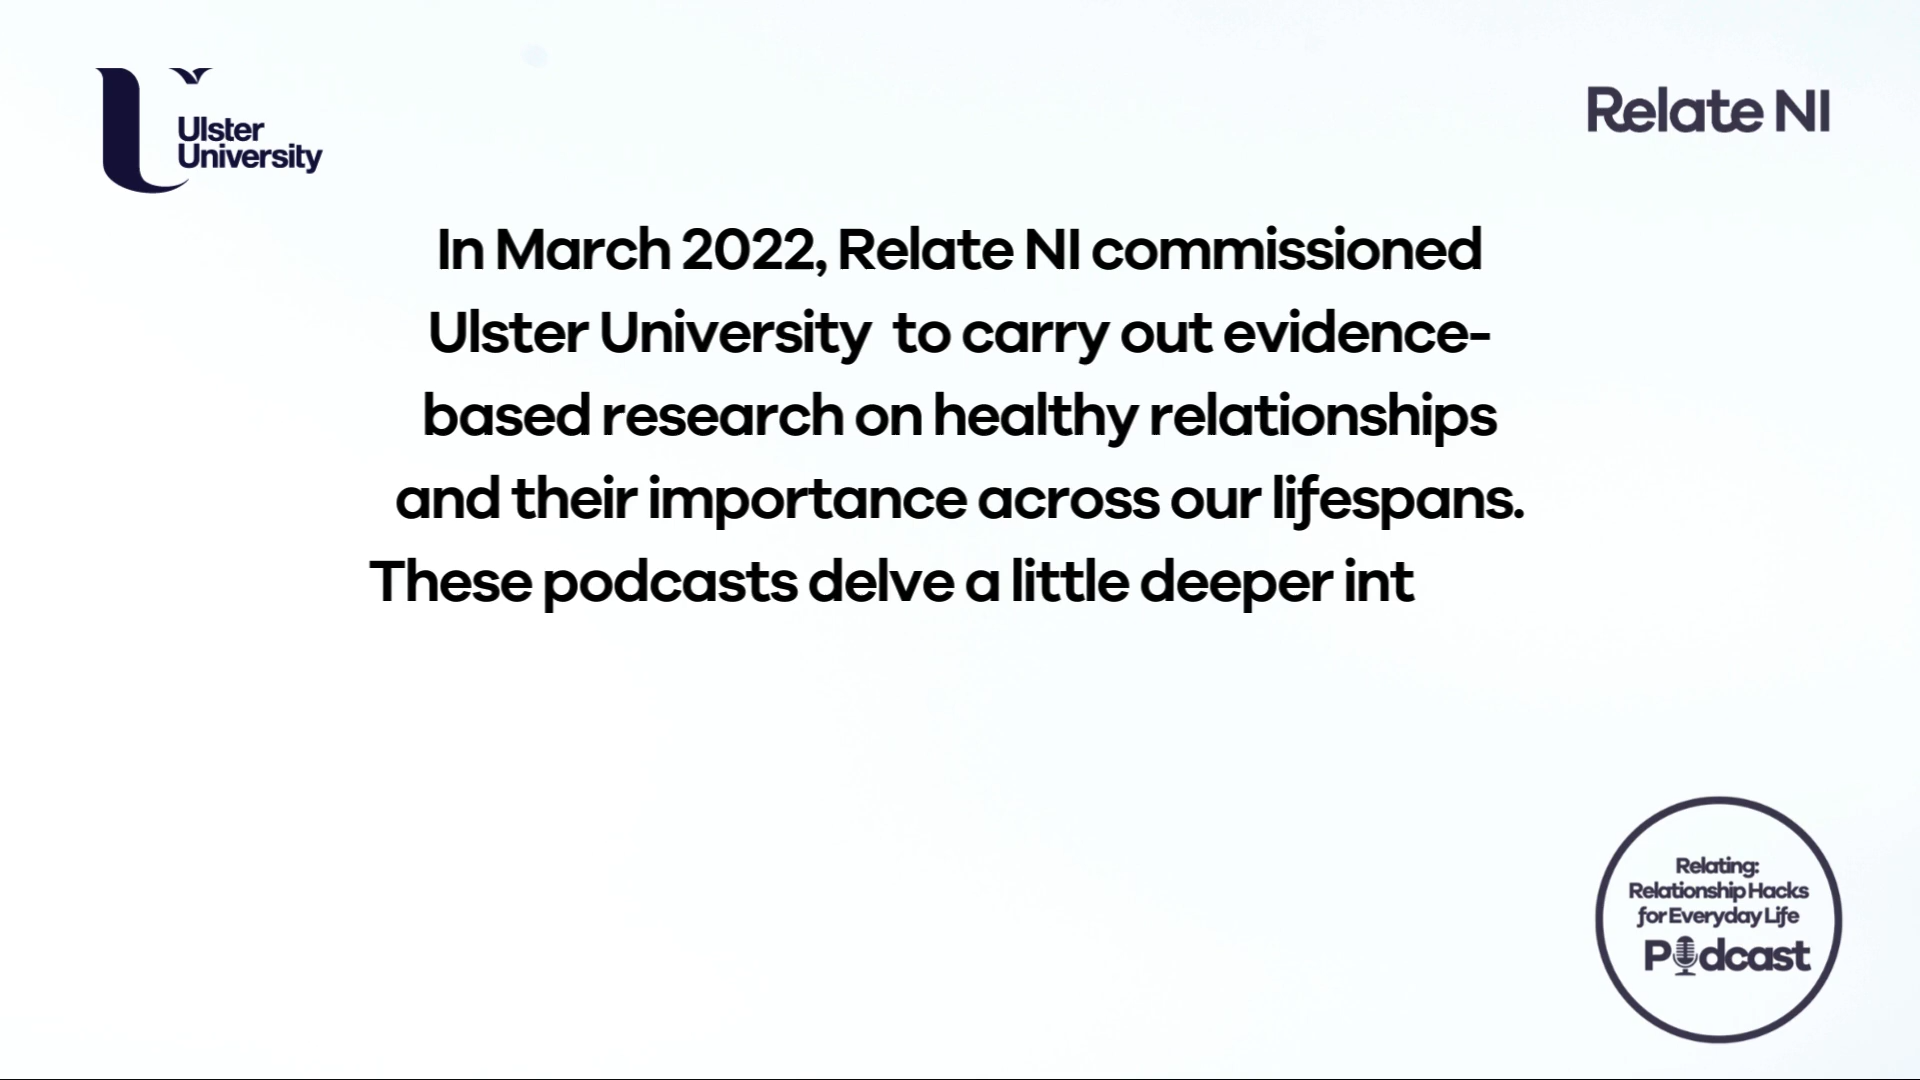 Ulster
University
Relate NI
In March 2022, Relate NI commissioned
Ulster University  to carry out evidence-
based research on healthy relationships
and their importance across our lifespans.
These podcasts delve a little deeper int
Relating:
Relationship Hacks
for Everyday Life
Podcast